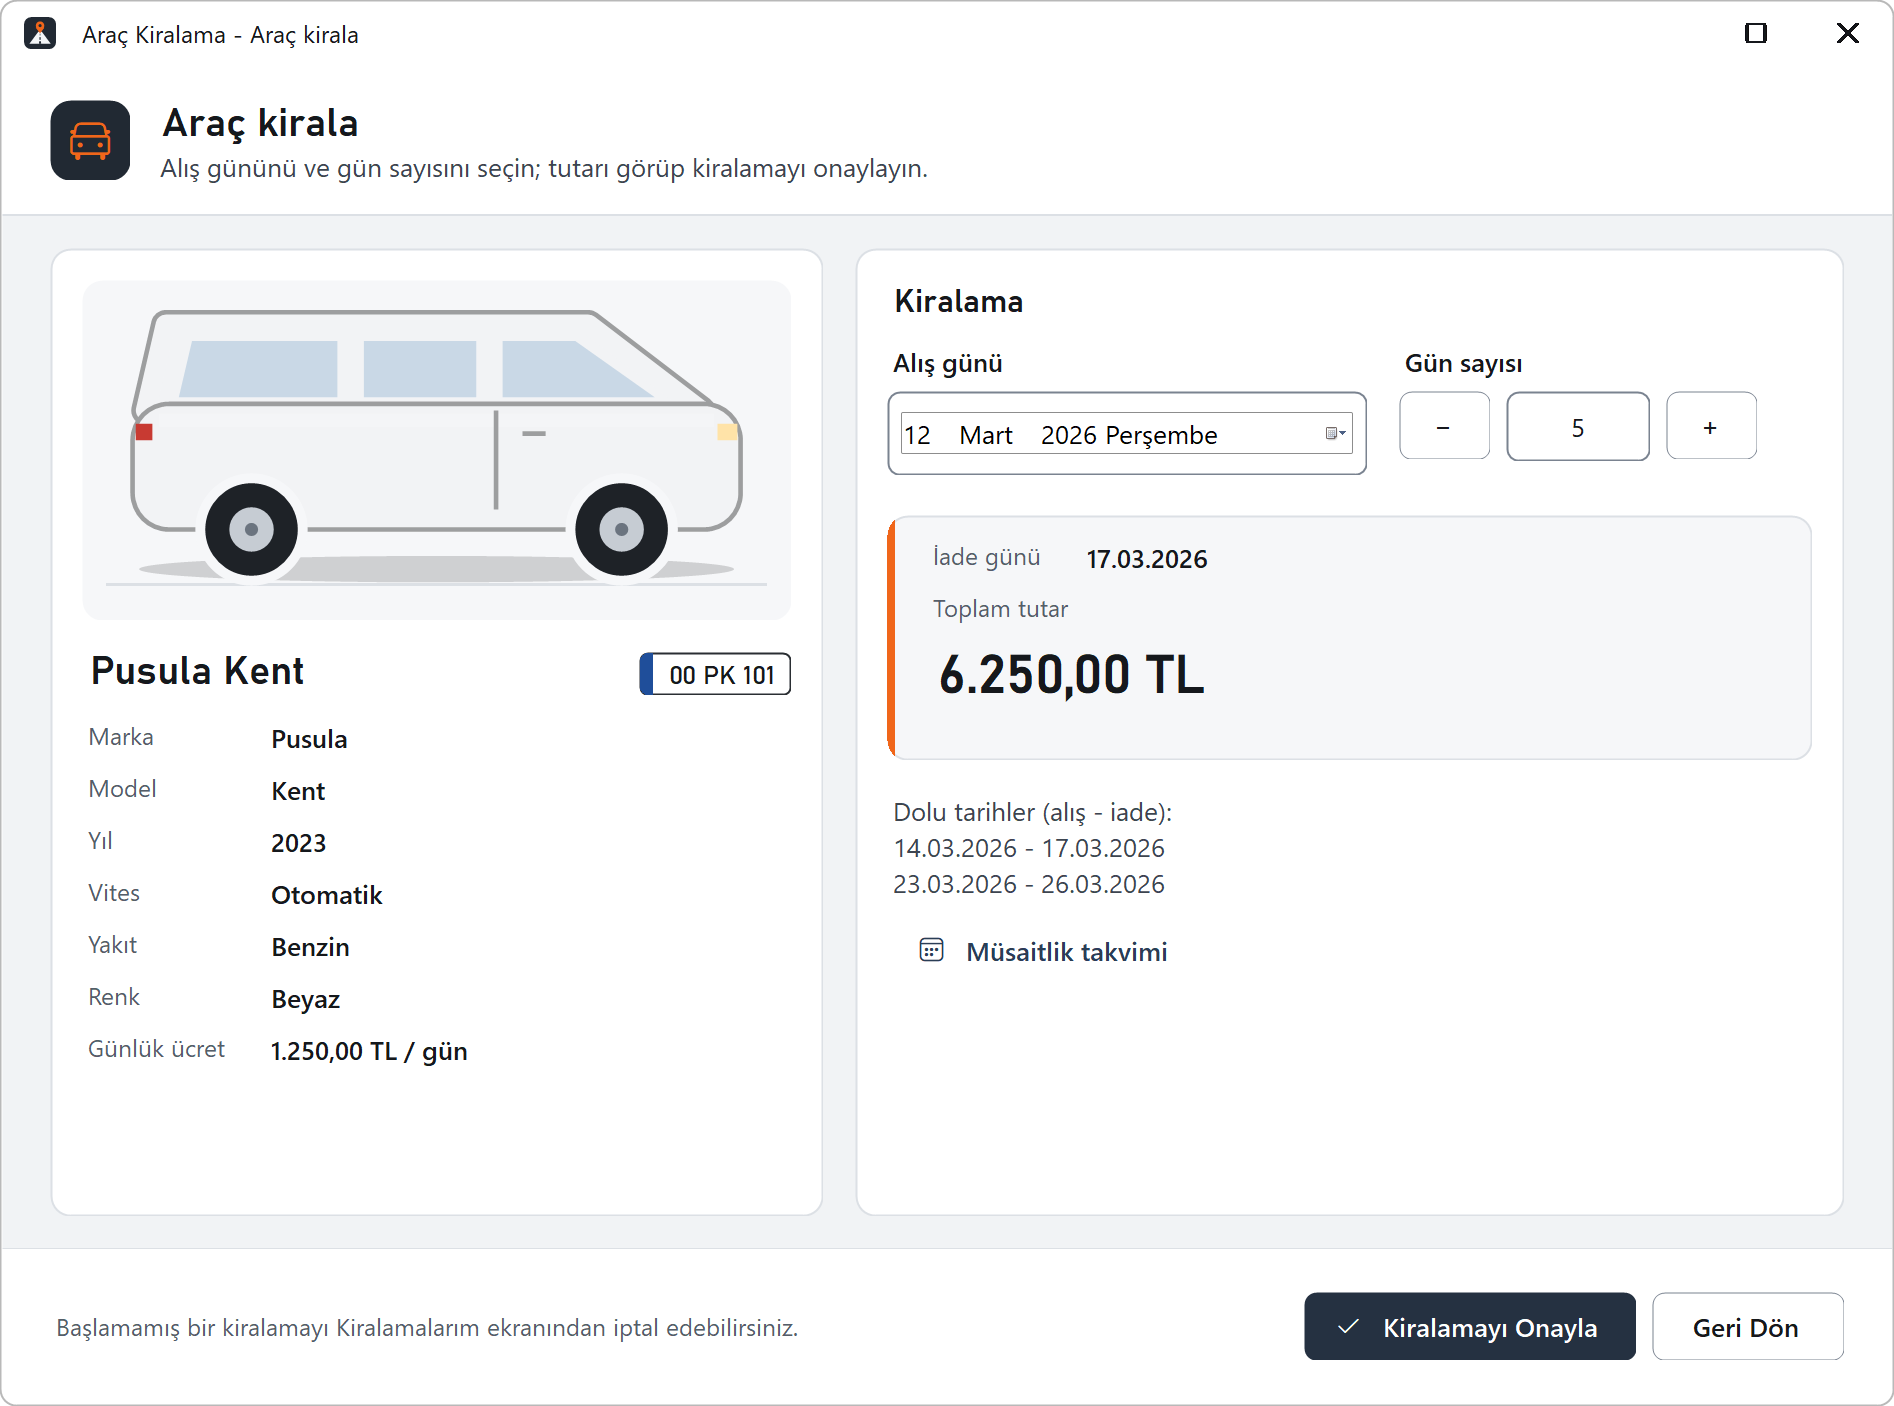 Araç Kiralama - Araç kirala
Araç kirala
Alış gününü ve gün sayısını seçin; tutarı görüp kiralamayı onaylayın.
Pusula Kent
00 PK 101
Marka Pusula
Model Kent
Yıl 2023
Vites Otomatik
Yakıt Benzin
Renk Beyaz
Günlük ücret 1.250,00 TL / gün
Kiralama
Alış günü
12 Mart 2026 Perşembe
Gün sayısı
− 5 +
İade günü 17.03.2026
Toplam tutar
6.250,00 TL
Dolu tarihler (alış - iade):
14.03.2026 - 17.03.2026
23.03.2026 - 26.03.2026
Müsaitlik takvimi
Başlamamış bir kiralamayı Kiralamalarım ekranından iptal edebilirsiniz.
Kiralamayı Onayla
Geri Dön